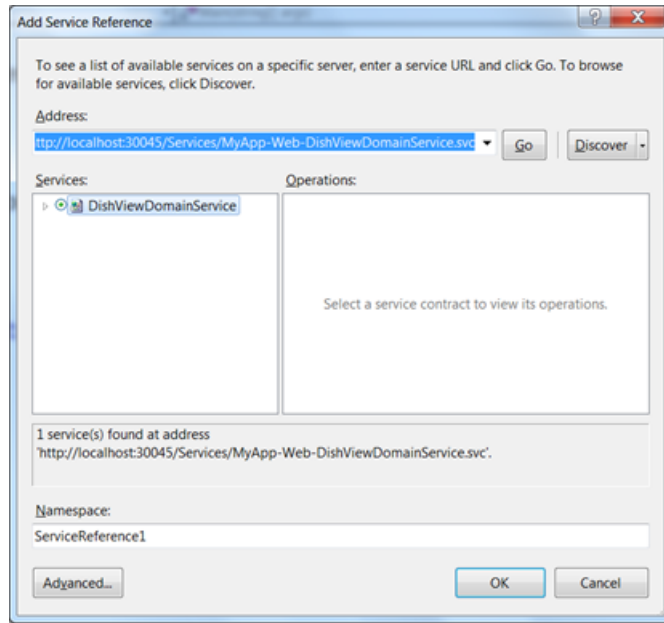 Add Service Reference
To see a list of available services on a specific server, enter a service URL and click Go. To browse
for available services, click Discover.
Address:
ttp://localhost:30045/Services/MyApp-Web-DishViewDomainService.svc
Go
Discover
Services:
Operations:
DishViewDomainService
Select a service contract to view its operations.
1 service(s) found at address
'http://localhost:30045/Services/MyApp-Web-DishViewDomainService.svc'.
Namespace:
ServiceReference1
Advanced...
OK
Cancel